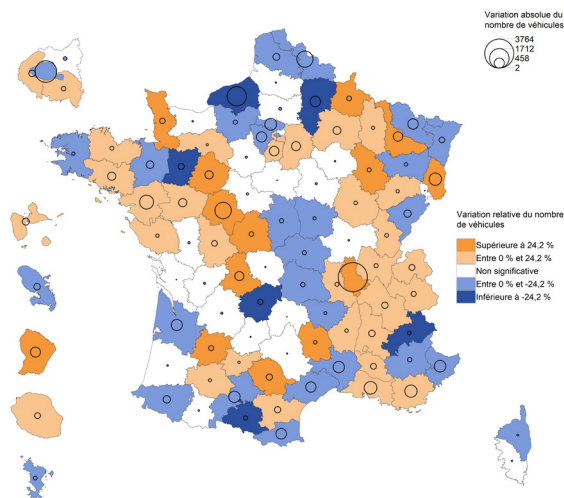 Variation absolue du
nombre de véhicules
3764
1712
458
2
Variation relative du nombre
de véhicules
Supérieure à 24,2 %
Entre 0 % et 24,2 %
Non significative
Entre 0 % et -24,2 %
Inférieure à -24,2 %